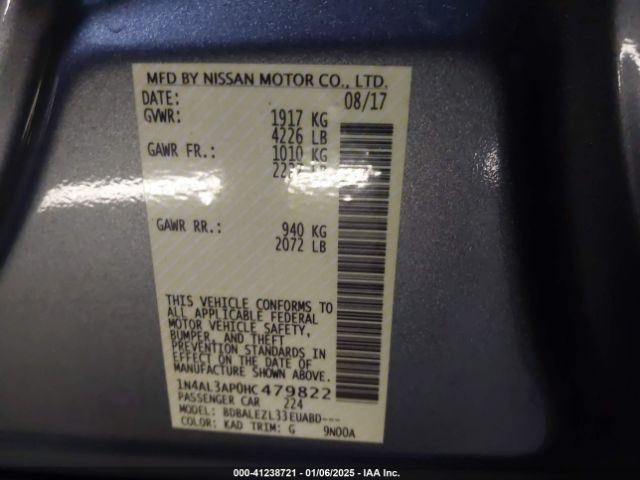 MFD BY NISSAN MOTOR CO., LTD.
DATE: 08/17
GVWR: 1917 KG
4226 LB
GAWR FR.: 1010 KG
LB
GAWR RR.: 940 KG
2072 LB
THIS VEHICLE CONFORMS TO
ALL APPLICABLE FEDERAL
MOTOR VEHICLE SAFETY,
BUMPER, AND THEFT
PREVENTION STANDARDS IN
EFFECT ON THE DATE OF
MANUFACTURE SHOWN ABOVE.
1N4AL3AP0HC479822
PASSENGER CAR 224
MODEL: BDBALEZL33EUABD---
COLOR: KAD TRIM: G 9N00A
000-41238721 - 01/06/2025 - IAA Inc.